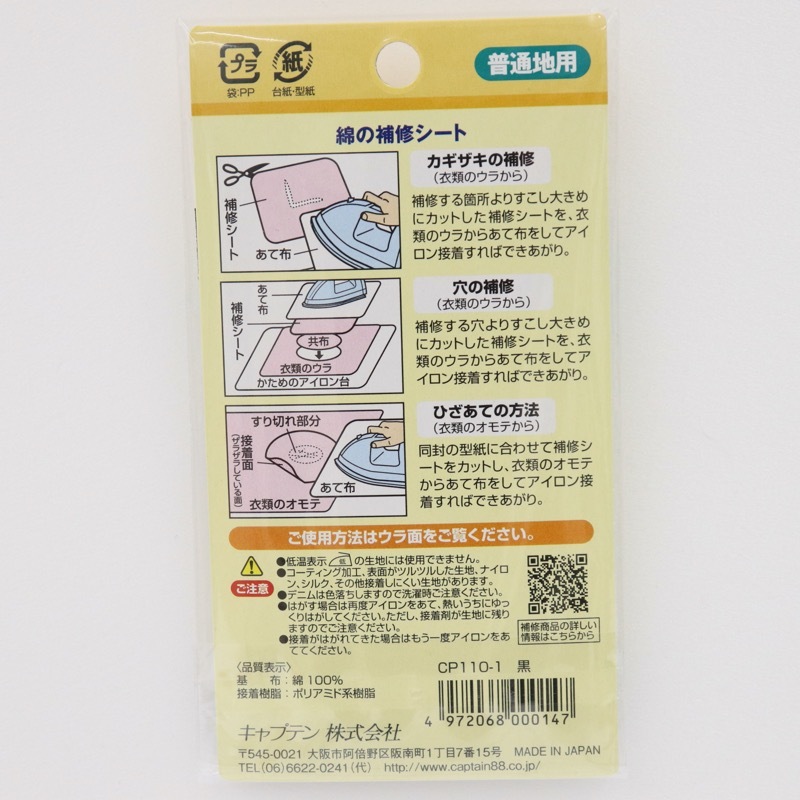 プラ
紙
袋:PP
台紙・型紙
普通地用
綿の補修シート
補修シート
あて布
カギザキの補修
(衣類のウラから)
補修する箇所よりすこし大きめ
にカットした補修シートを、衣
類のウラからあて布をしてアイ
ロン接着すればできあがり。
あて布
補修シート
共布
衣類のウラ
かためのアイロン台
穴の補修
(衣類のウラから)
補修する穴よりすこし大きめ
にカットした補修シートを、衣
類のウラからあて布をしてア
イロン接着すればできあがり。
すり切れ部分
接着面
(ザラザラしている面)
あて布
衣類のオモテ
ひざあての方法
(衣類のオモテから)
同封の型紙に合わせて補修シ
ートをカットし、衣類のオモテ
からあて布をしてアイロン接
着すればできあがり。
ご使用方法はウラ面をご覧ください。
ご注意
●低温表示 低 の生地には使用できません。
●コーティング加工、表面がツルツルした生地、ナイロ
ン、シルク、その他接着しにくい生地があります。
●デニムは色落ちしますので洗濯時ご注意ください。
●はがす場合は再度アイロンをあて、熱いうちにゆっ
くりはがしてください。ただし、接着剤が生地に残り
ますのでご注意ください。
●接着がはがれてきた場合はもう一度アイロンをあ
ててください。
補修商品の詳しい
情報はこちらから
〈品質表示〉
基 布:綿 100%
接着樹脂:ポリアミド系樹脂
CP110-1 黒
4 972068 000147
キャプテン 株式会社
〒545-0021 大阪市阿倍野区阪南町1丁目7番15号 MADE IN JAPAN
TEL(06)6622-0241(代) http://www.captain88.co.jp/